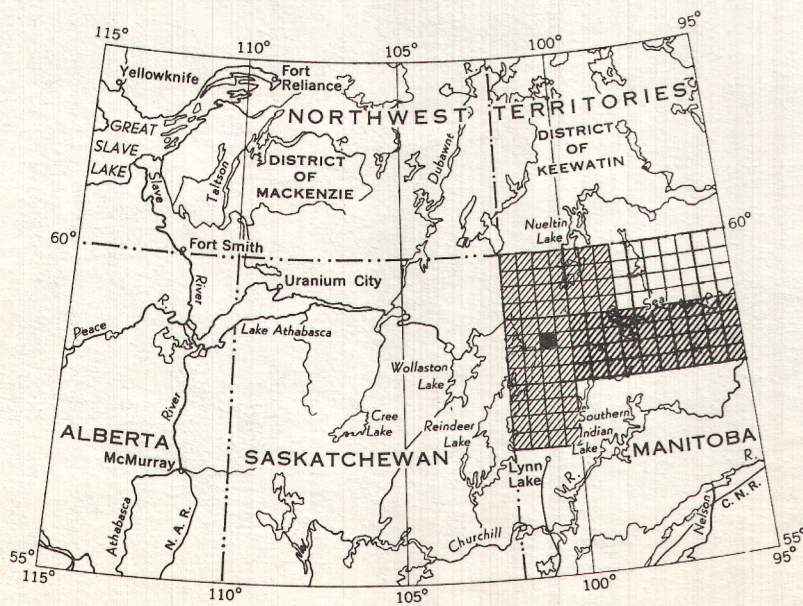 115°
110°
105°
100°
95°
Yellowknife
Fort
Reliance
R.
NORTHWEST TERRITORIES
GREAT
SLAVE
LAKE
Slave
Taltson
R.
DISTRICT
OF
MACKENZIE
Dubawnt
DISTRICT
OF
KEEWATIN
Nueltin
Lake
60°
60°
Fort Smith
River
Uranium City
Sea
R.
Peace
R.
Lake Athabasca
Wollaston
Lake
River
Cree
Lake
Reindeer
Lake
Southern
Indian
Lake
ALBERTA
McMurray
SASKATCHEWAN
MANITOBA
Lynn
Lake
R.
R.
Athabasca
N. A. R.
Churchill
Nelson
C.N.R.
55°
55°
115°
110°
105°
100°
95°